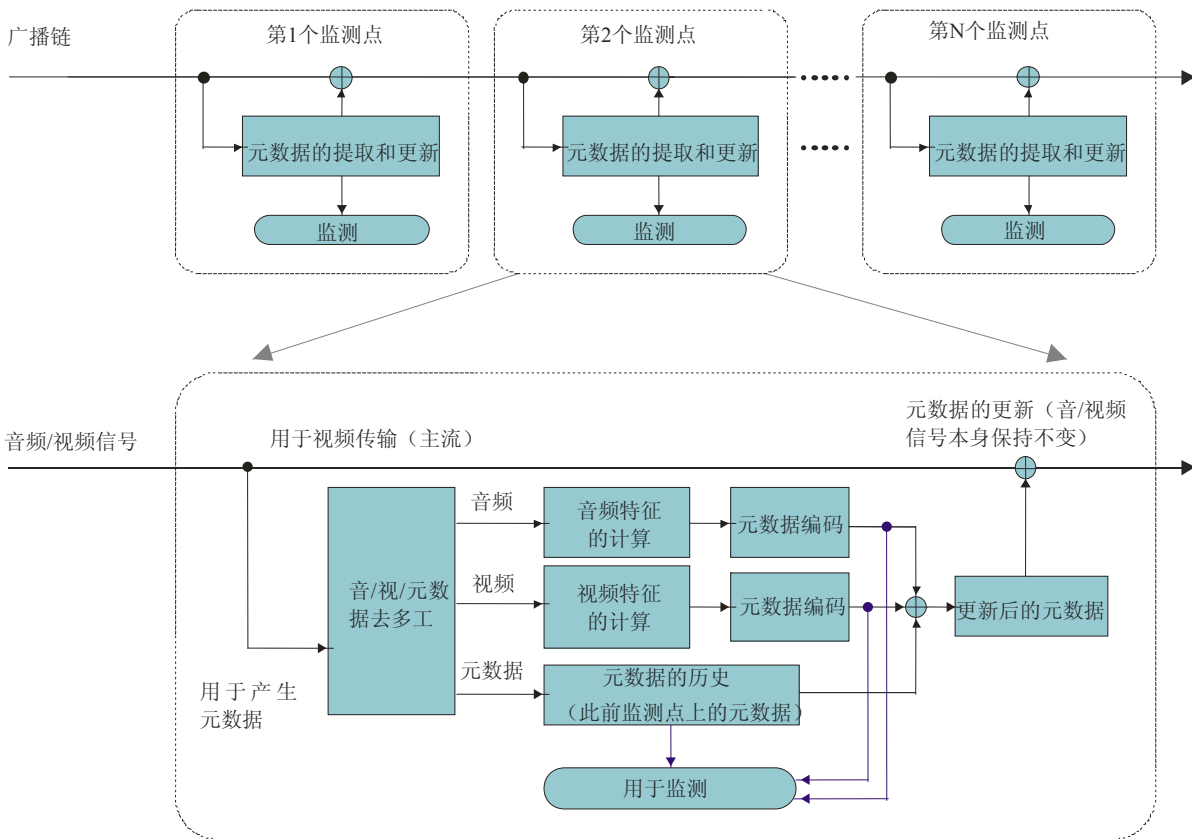 广播链
第1个监测点
第2个监测点
第N个监测点
元数据的提取和更新
元数据的提取和更新
元数据的提取和更新
监测
监测
监测
音频/视频信号
用于视频传输（主流）
元数据的更新（音/视频
信号本身保持不变）
音频
音频特征
的计算
元数据编码
音/视/元数
据去多工
视频
视频特征
的计算
元数据编码
更新后的元数据
元数据
元数据的历史
（此前监测点上的元数据）
用于产生
元数据
用于监测